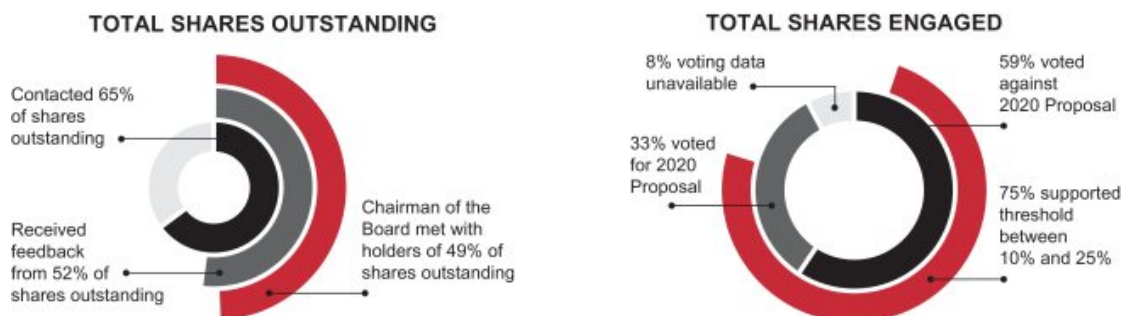 TOTAL SHARES OUTSTANDING
Contacted 65%
of shares
outstanding
Received
feedback
from 52% of
shares outstanding
Chairman of the
Board met with
holders of 49% of
shares outstanding
TOTAL SHARES ENGAGED
8% voting data
unavailable
33% voted
for 2020
Proposal
59% voted
against
2020 Proposal
75% supported
threshold
between
10% and 25%